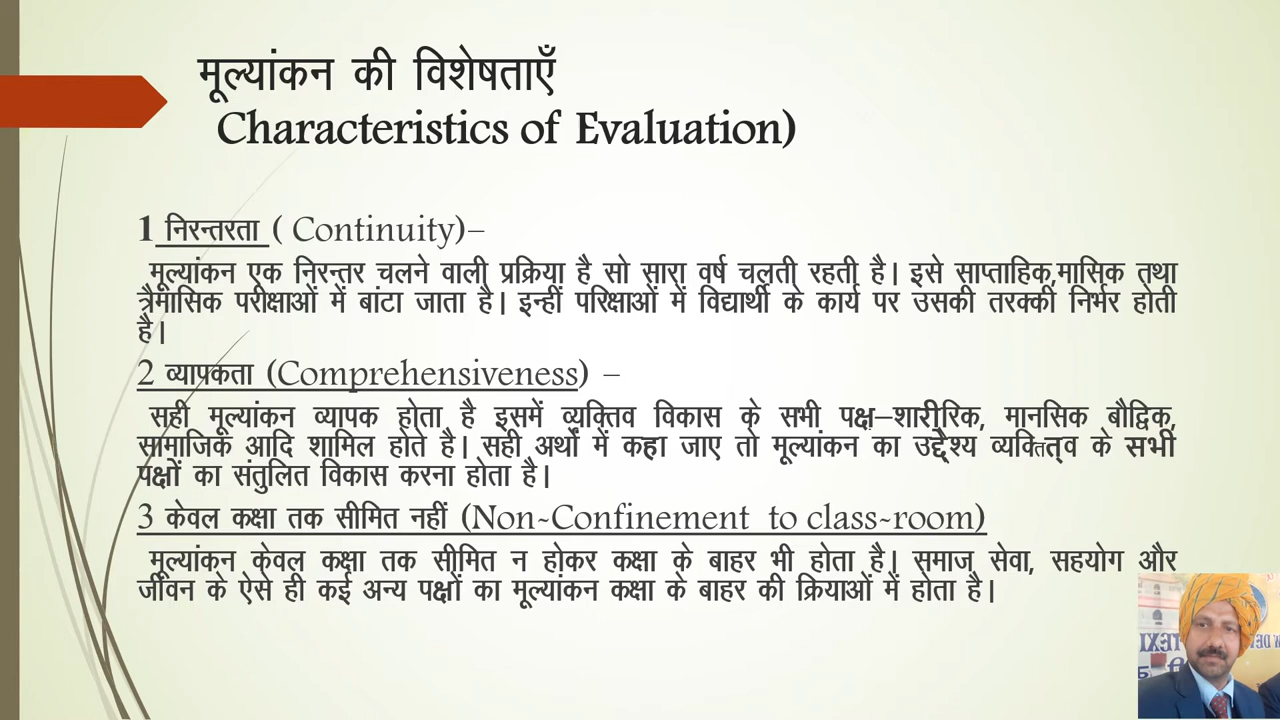 मूल्यांकन की विशेषताएँ
Characteristics of Evaluation)
1 निरन्तरता ( Continuity)–
मूल्यांकन एक निरन्तर चलने वाली प्रक्रिया है सो सारा वर्ष चलती रहती है। इसे साप्ताहिक,मासिक तथा
त्रैमासिक परीक्षाओं में बांटा जाता है। इन्हीं परिक्षाओं में विद्यार्थी के कार्य पर उसकी तरक्की निर्भर होती
है।
2 व्यापकता (Comprehensiveness) –
सही मूल्यांकन व्यापक होता है इसमें व्यक्तिव विकास के सभी पक्ष–शारीरिक, मानसिक बौद्विक,
सामाजिक आदि शामिल होते है। सही अर्थों में कहा जाए तो मूल्यांकन का उद्देश्य व्यक्तित्व के सभी
पक्षों का संतुलित विकास करना होता है।
3 केवल कक्षा तक सीमित नहीं (Non-Confinement to class-room)
मूल्यांकन केवल कक्षा तक सीमित न होकर कक्षा के बाहर भी होता है। समाज सेवा, सहयोग और
जीवन के ऐसे ही कई अन्य पक्षों का मूल्यांकन कक्षा के बाहर की क्रियाओं में होता है।